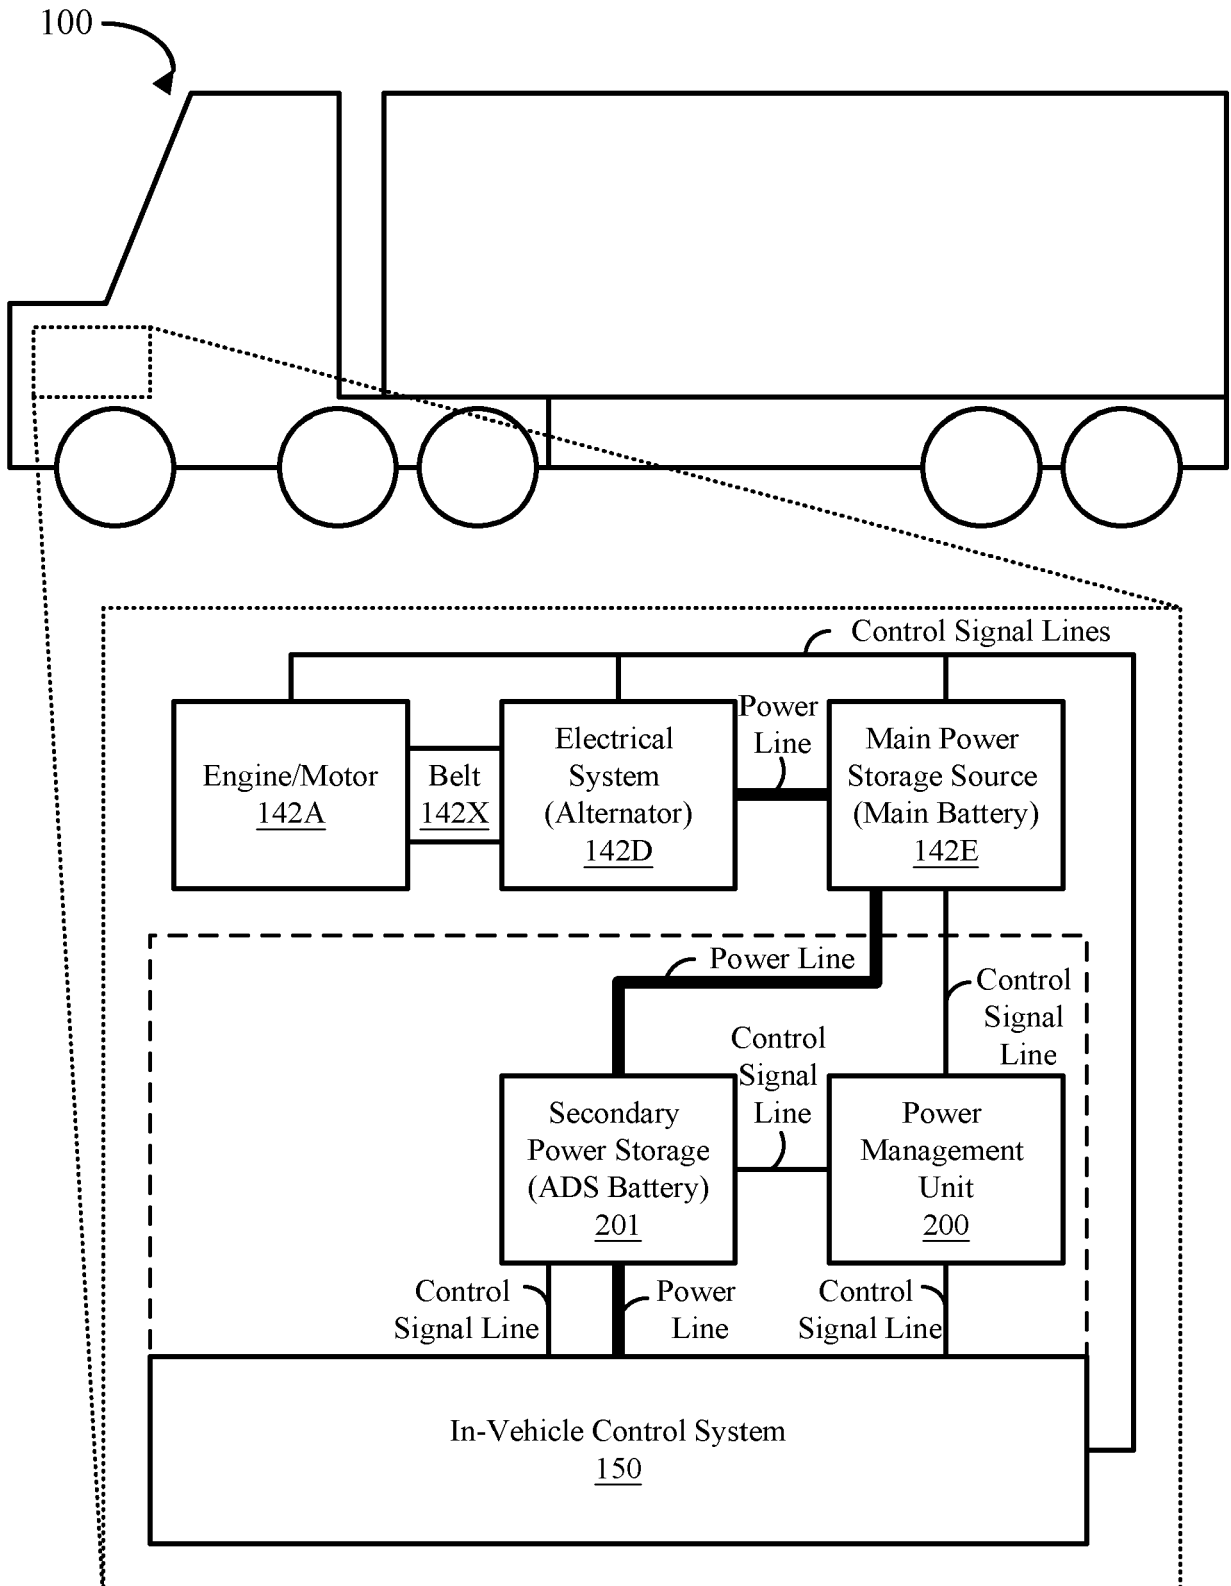 100
Control Signal Lines
Engine/Motor
142A
Belt
142X
Electrical
System
(Alternator)
142D
Power
Line
Main Power
Storage Source
(Main Battery)
142E
Power Line
Control
Signal
Line
Control
Signal
Line
Secondary
Power Storage
(ADS Battery)
201
Power
Management
Unit
200
Control
Signal Line
Power
Line
Control
Signal Line
In-Vehicle Control System
150